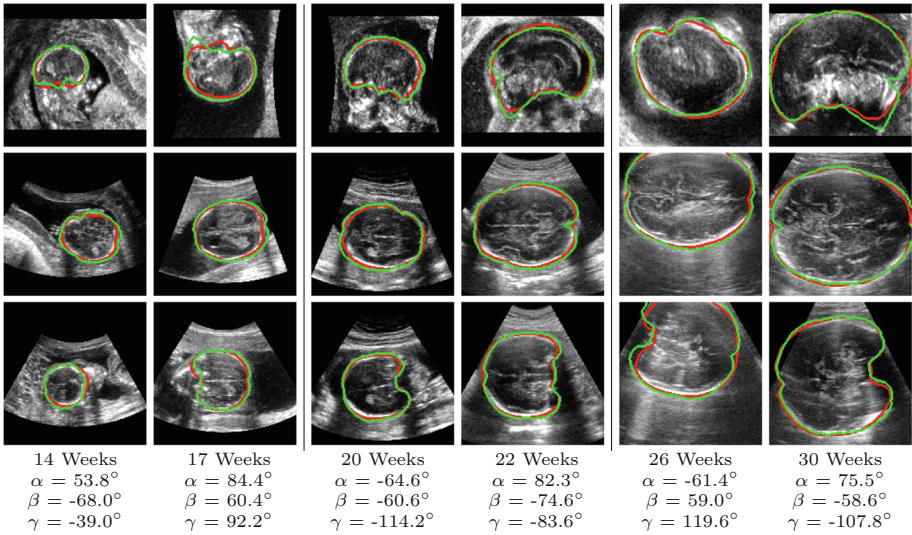 14 Weeks 17 Weeks 20 Weeks 22 Weeks 26 Weeks 30 Weeks
α = 53.8° α = 84.4° α = -64.6° α = 82.3° α = -61.4° α = 75.5°
β = -68.0° β = 60.4° β = -60.6° β = -74.6° β = 59.0° β = -58.6°
γ = -39.0° γ = 92.2° γ = -114.2° γ = -83.6° γ = 119.6° γ = -107.8°